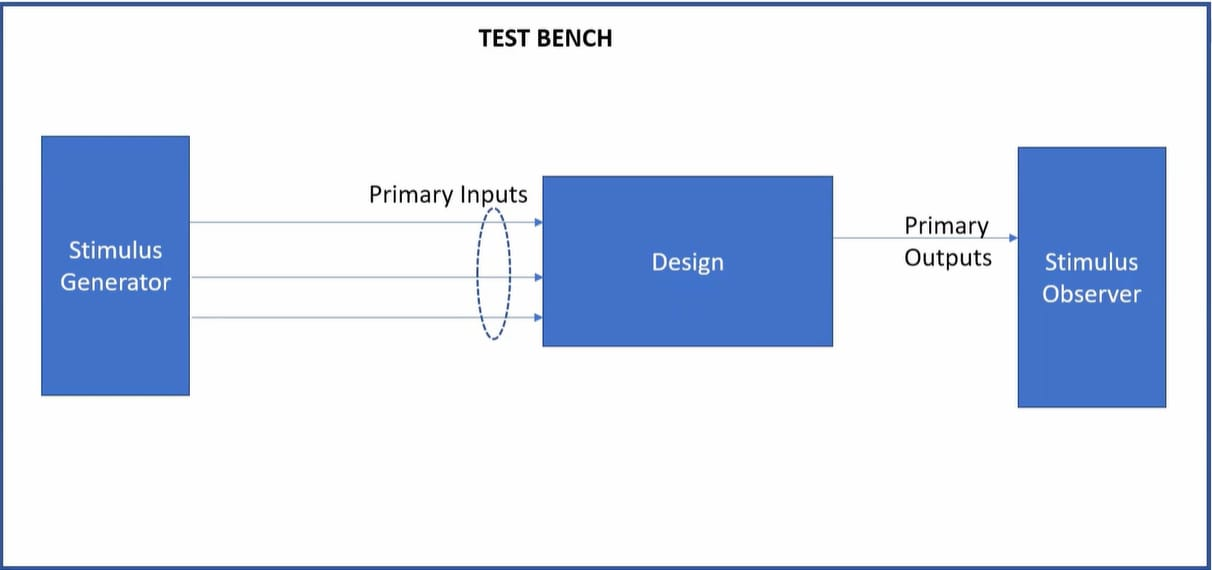 TEST BENCH
Stimulus
Generator
Primary Inputs
Design
Primary
Outputs
Stimulus
Observer